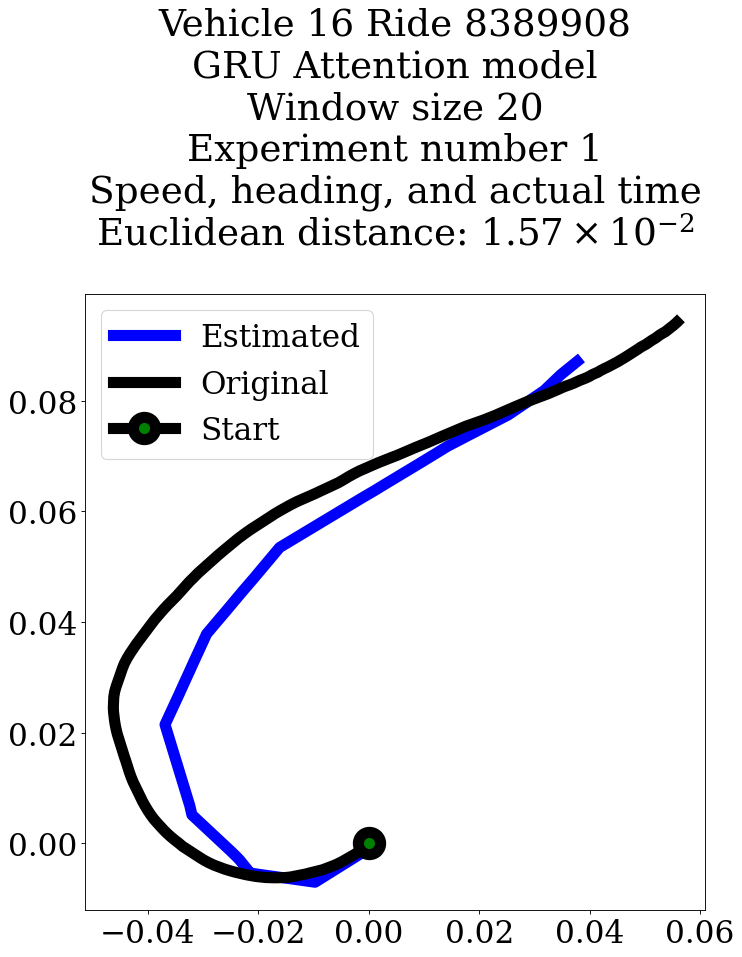 Vehicle 16 Ride 8389908
GRU Attention model
Window size 20
Experiment number 1
Speed, heading, and actual time
Euclidean distance: 1.57 × 10⁻²
Estimated
Original
Start
0.08
0.06
0.04
0.02
0.00
−0.04 −0.02 0.00 0.02 0.04 0.06